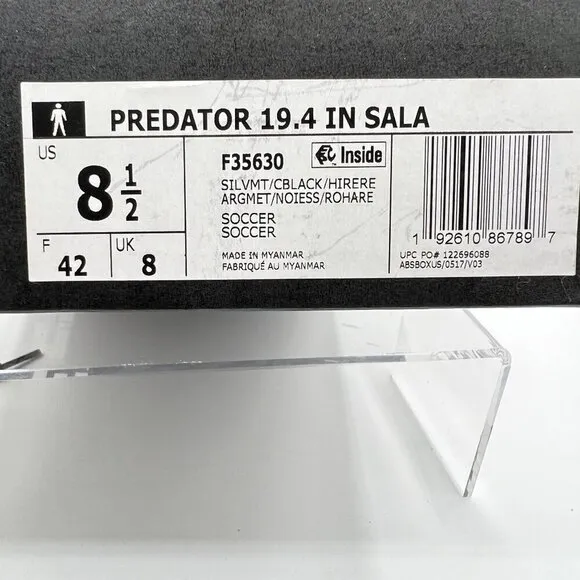 PREDATOR 19.4 IN SALA
US
8 1/2
F
42
UK
8
F35630
Inside
SILVMT/CBLACK/HIRERE
ARGMET/NOIESS/ROHARE
SOCCER
SOCCER
MADE IN MYANMAR
FABRIQUÉ AU MYANMAR
1 92610 86789 7
UPC PO# 122696088
ABSBOXUS/0517/V03